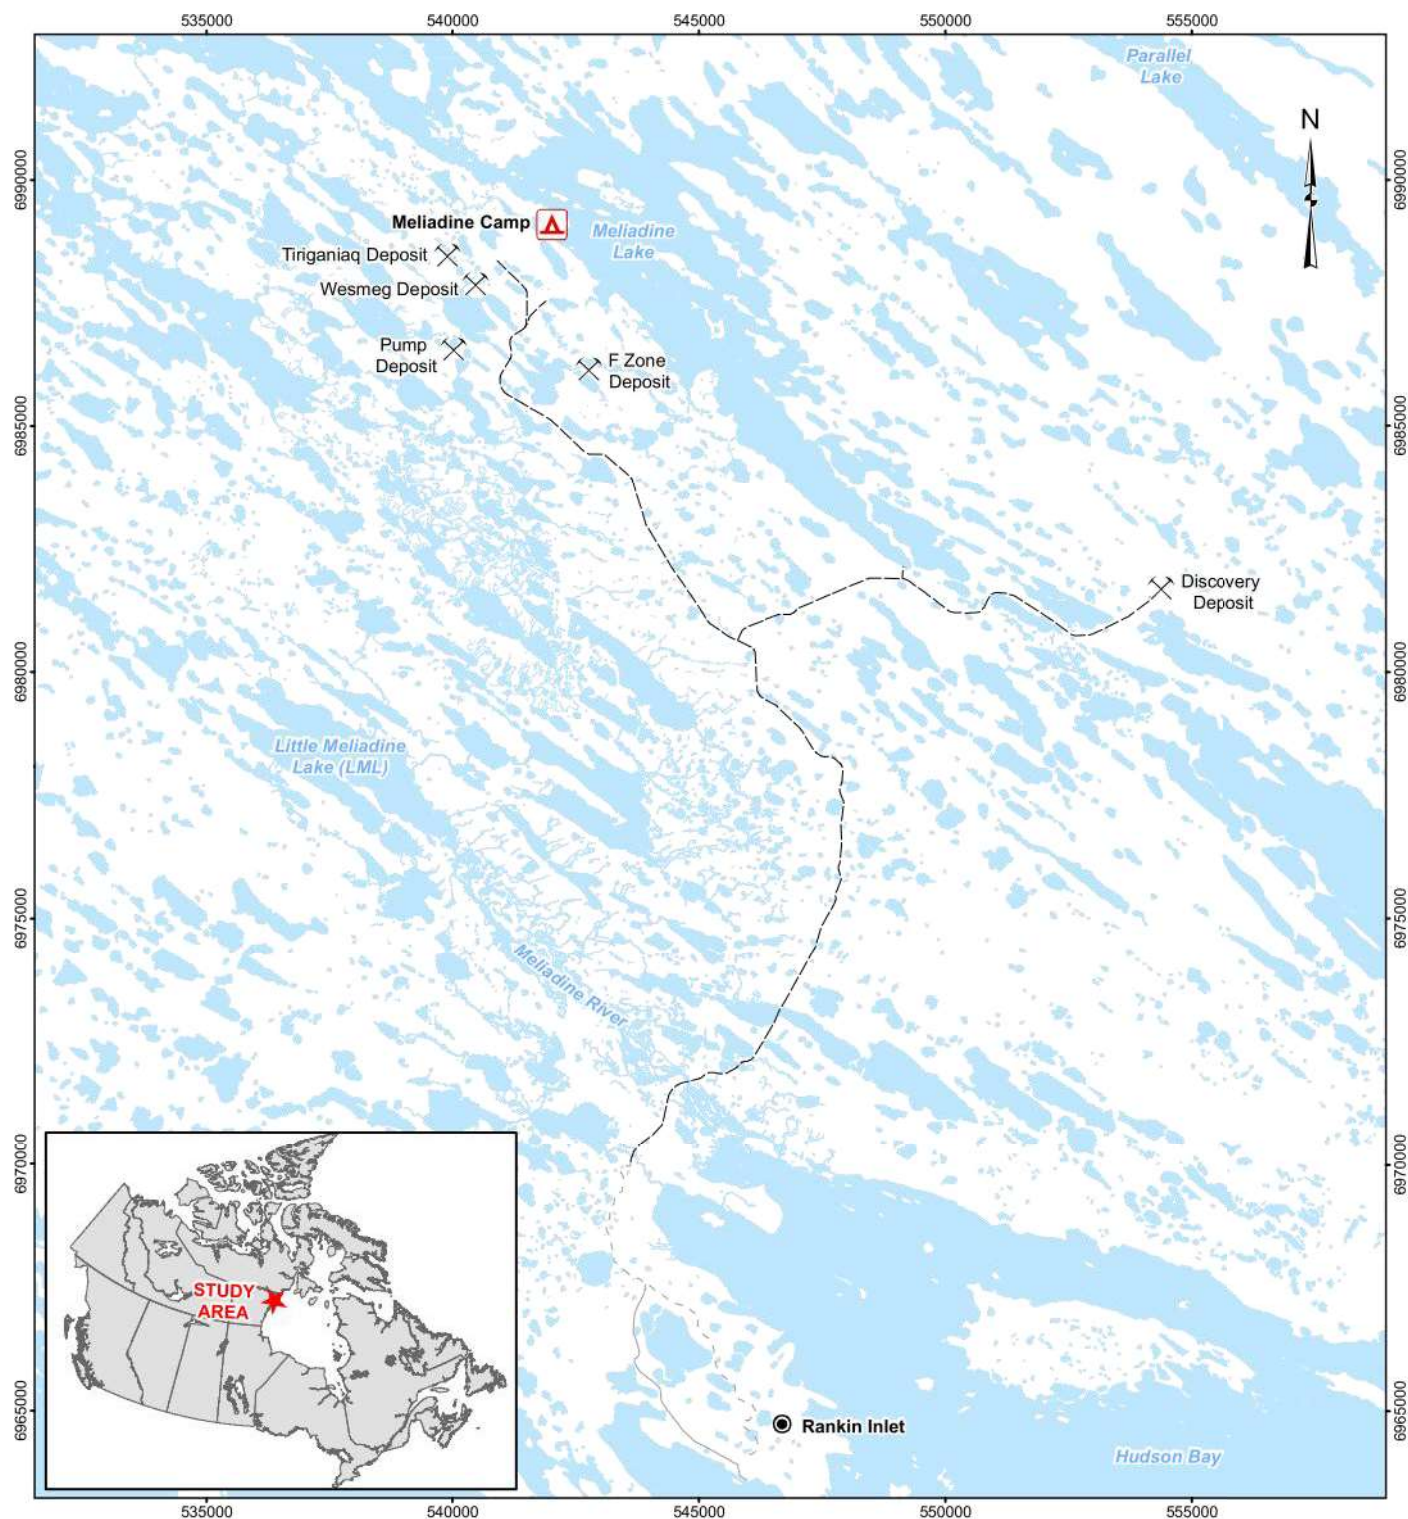 535000 540000 545000 550000 555000
Parallel
Lake
N
6990000
6990000
Meliadine Camp
Meliadine
Lake
Tiriganiaq Deposit
Wesmeg Deposit
Pump
Deposit
F Zone
Deposit
6985000
6985000
Discovery
Deposit
6980000
6980000
Little Meliadine
Lake (LML)
6975000
6975000
Meliadine River
6970000
6970000
STUDY
AREA
6965000
6965000
Rankin Inlet
Hudson Bay
535000 540000 545000 550000 555000